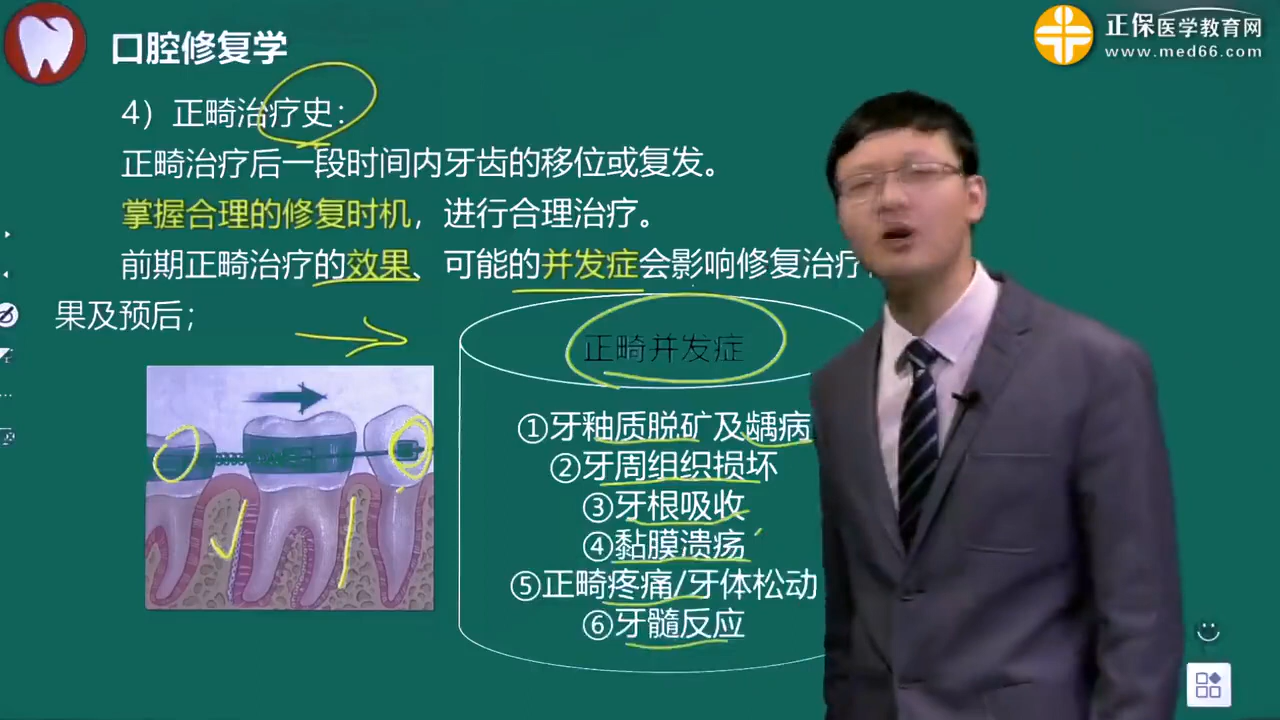 口腔修复学
正保医学教育网
www.med66.com
4）正畸治疗史：
正畸治疗后一段时间内牙齿的移位或复发。
掌握合理的修复时机，进行合理治疗。
前期正畸治疗的效果、可能的并发症会影响修复治疗
果及预后；
正畸并发症
①牙釉质脱矿及龋病
②牙周组织损坏
③牙根吸收
④黏膜溃疡
⑤正畸疼痛/牙体松动
⑥牙髓反应